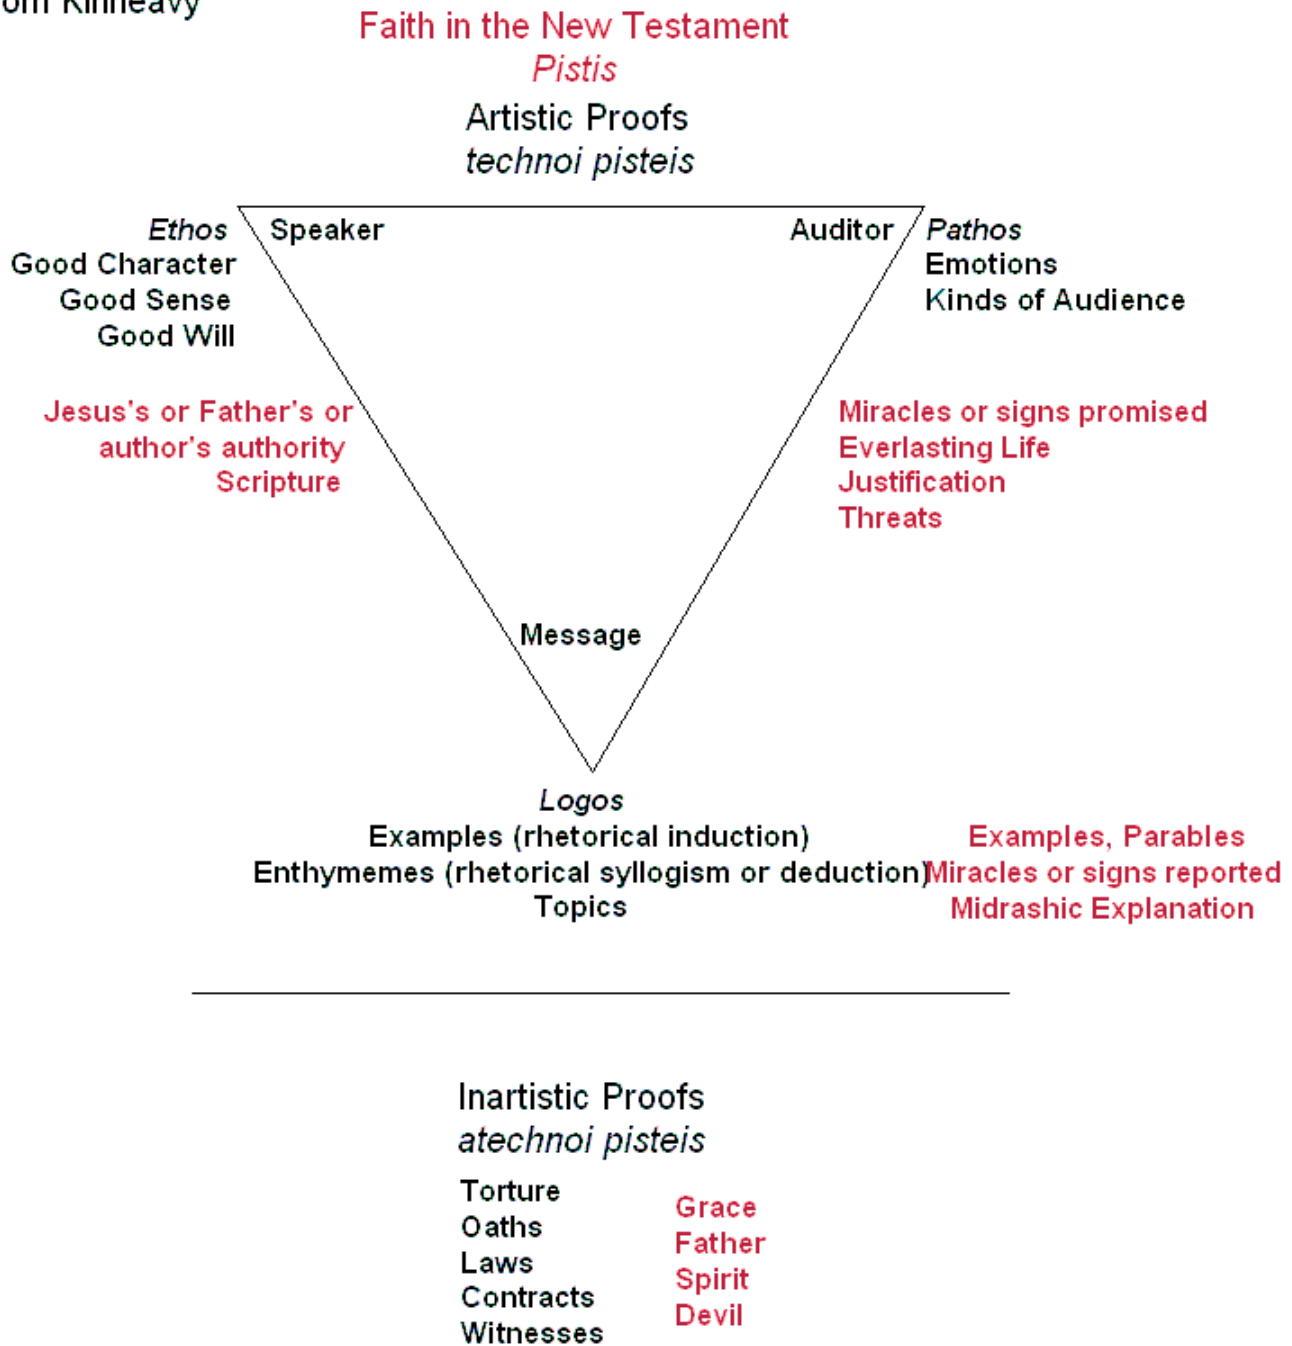 Kinneavy
Faith in the New Testament
Pistis
Artistic Proofs
technoi pisteis
Ethos Speaker Auditor Pathos
Good Character Emotions
Good Sense Kinds of Audience
Good Will
Jesus's or Father's or Miracles or signs promised
author's authority Everlasting Life
Scripture Justification
Threats
Message
Logos
Examples (rhetorical induction) Examples, Parables
Enthymemes (rhetorical syllogism or deduction) Miracles or signs reported
Topics Midrashic Explanation
Inartistic Proofs
atechnoi pisteis
Torture Grace
Oaths Father
Laws Spirit
Contracts Devil
Witnesses